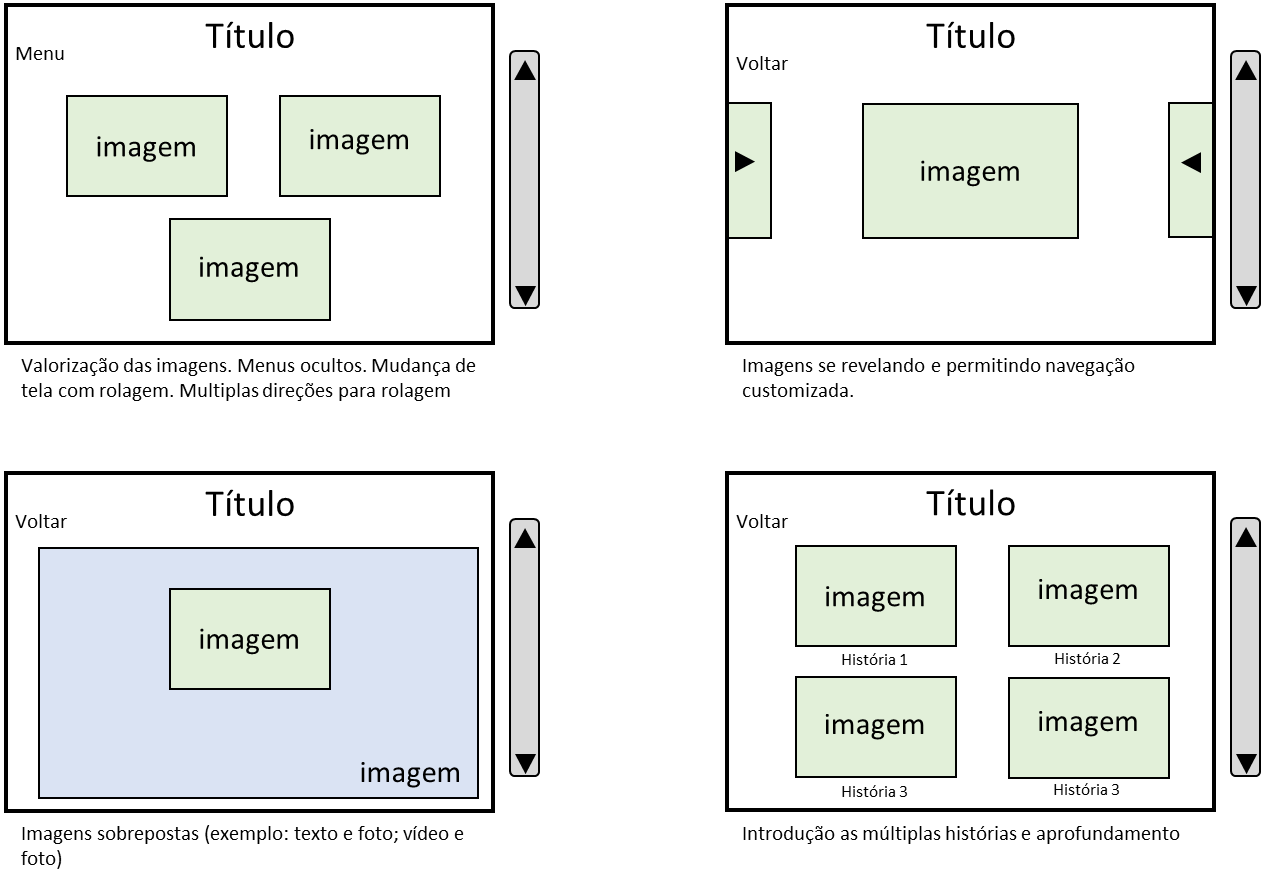 Título
Menu
imagem
imagem
imagem
Valorização das imagens. Menus ocultos. Mudança de
tela com rolagem. Multiplas direções para rolagem
Título
Voltar
imagem
Imagens se revelando e permitindo navegação
customizada.
Título
Voltar
imagem
imagem
Imagens sobrepostas (exemplo: texto e foto; vídeo e
foto)
Título
Voltar
imagem
imagem
História 1
História 2
imagem
imagem
História 3
História 3
Introdução as múltiplas histórias e aprofundamento